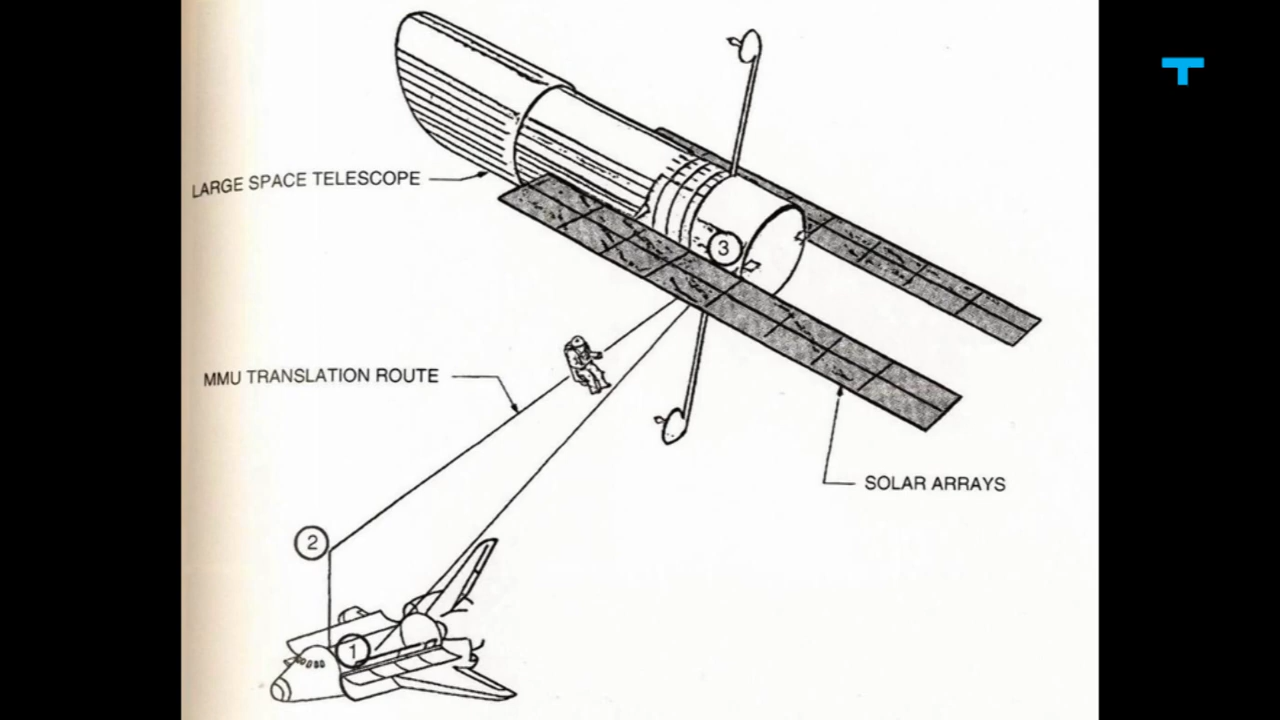 T
LARGE SPACE TELESCOPE
3
MMU TRANSLATION ROUTE
SOLAR ARRAYS
2
1